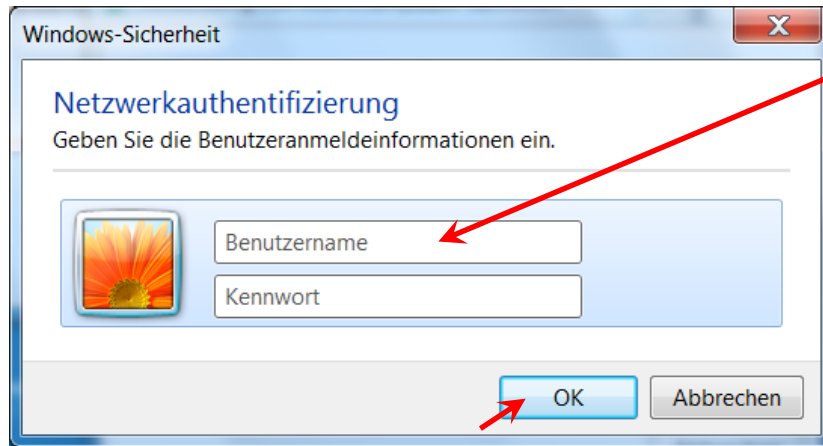 Windows-Sicherheit
Netzwerkauthentifizierung
Geben Sie die Benutzeranmeldeinformationen ein.
Benutzername
Kennwort
OK Abbrechen